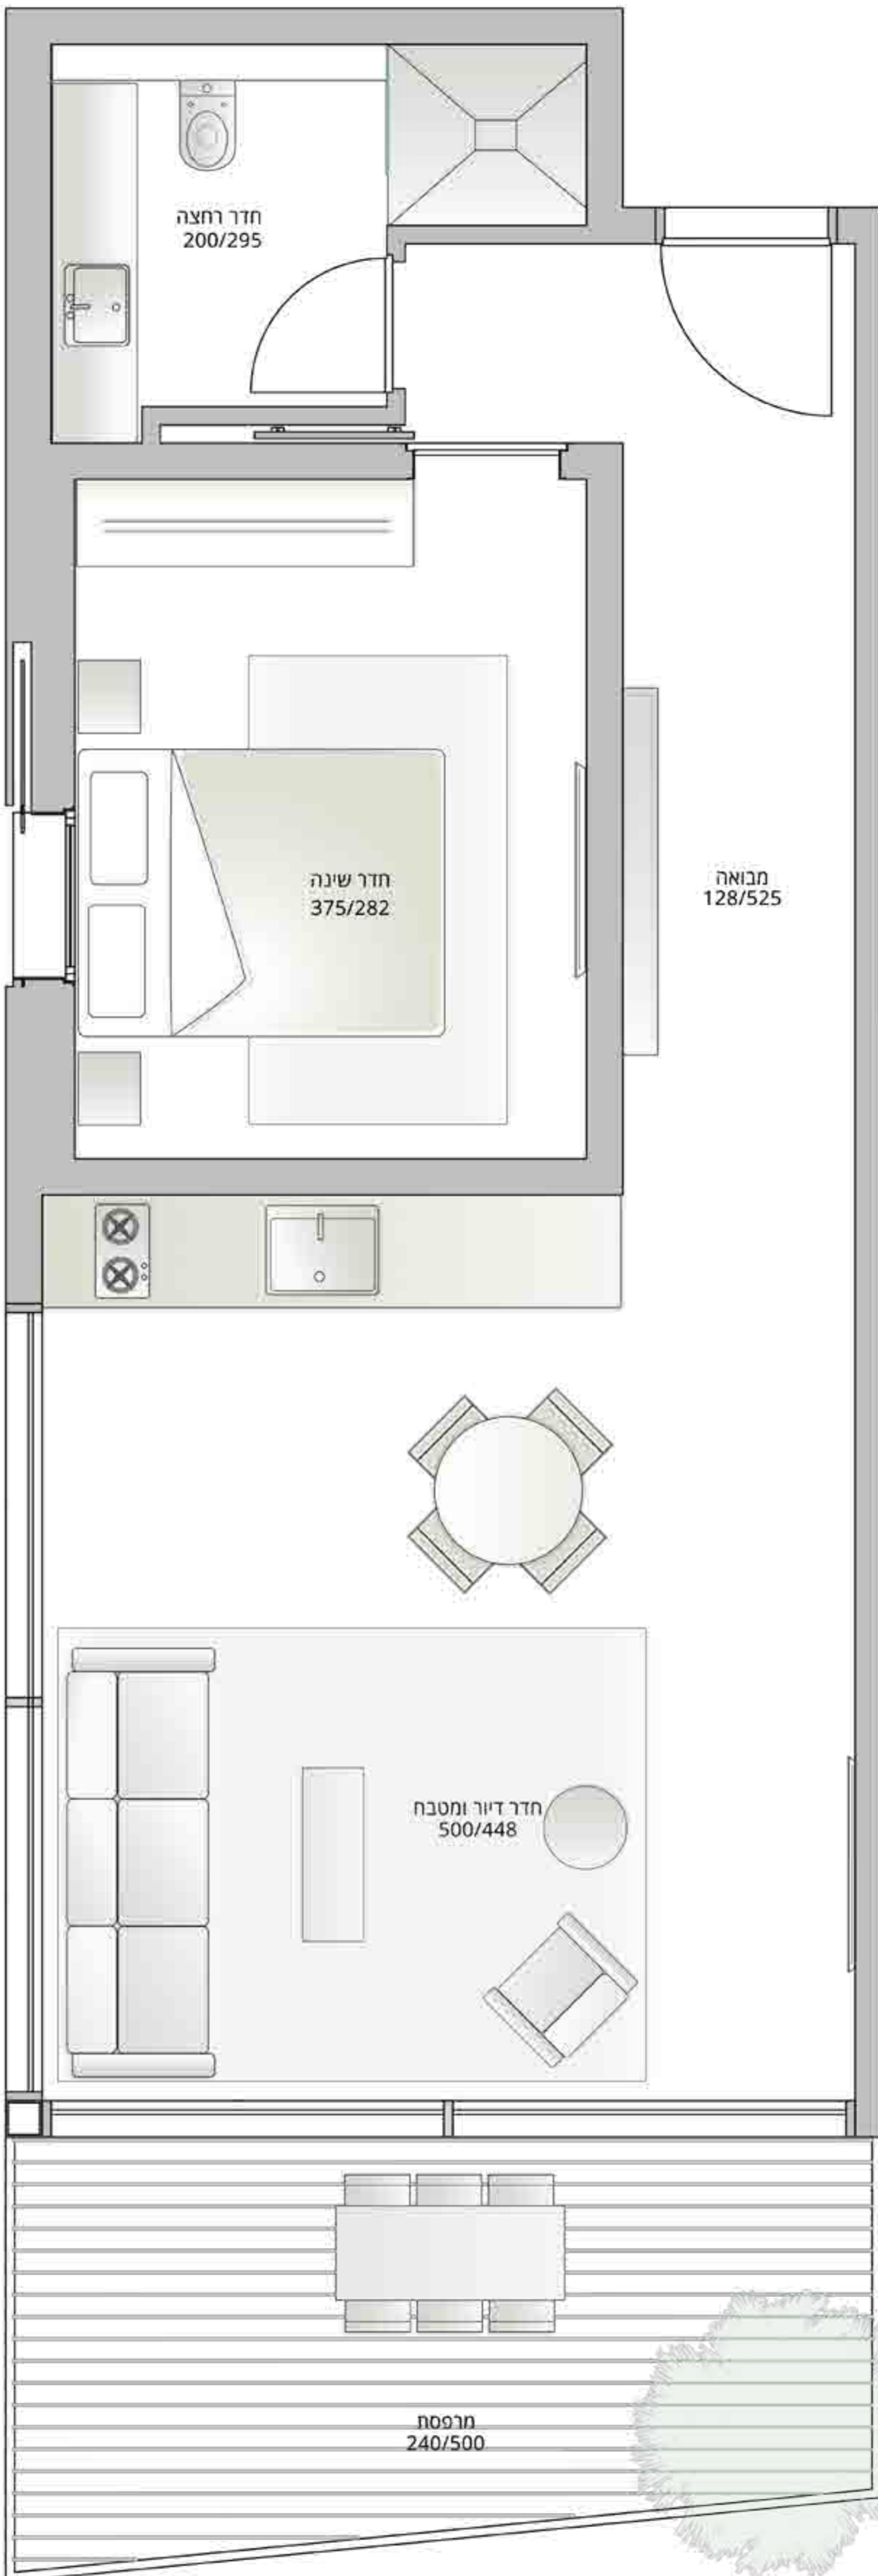 חדר רחצה
200/295
חדר שינה
375/282
מבואה
128/525
חדר דיור ומטבח
500/448
מרפסת
240/500